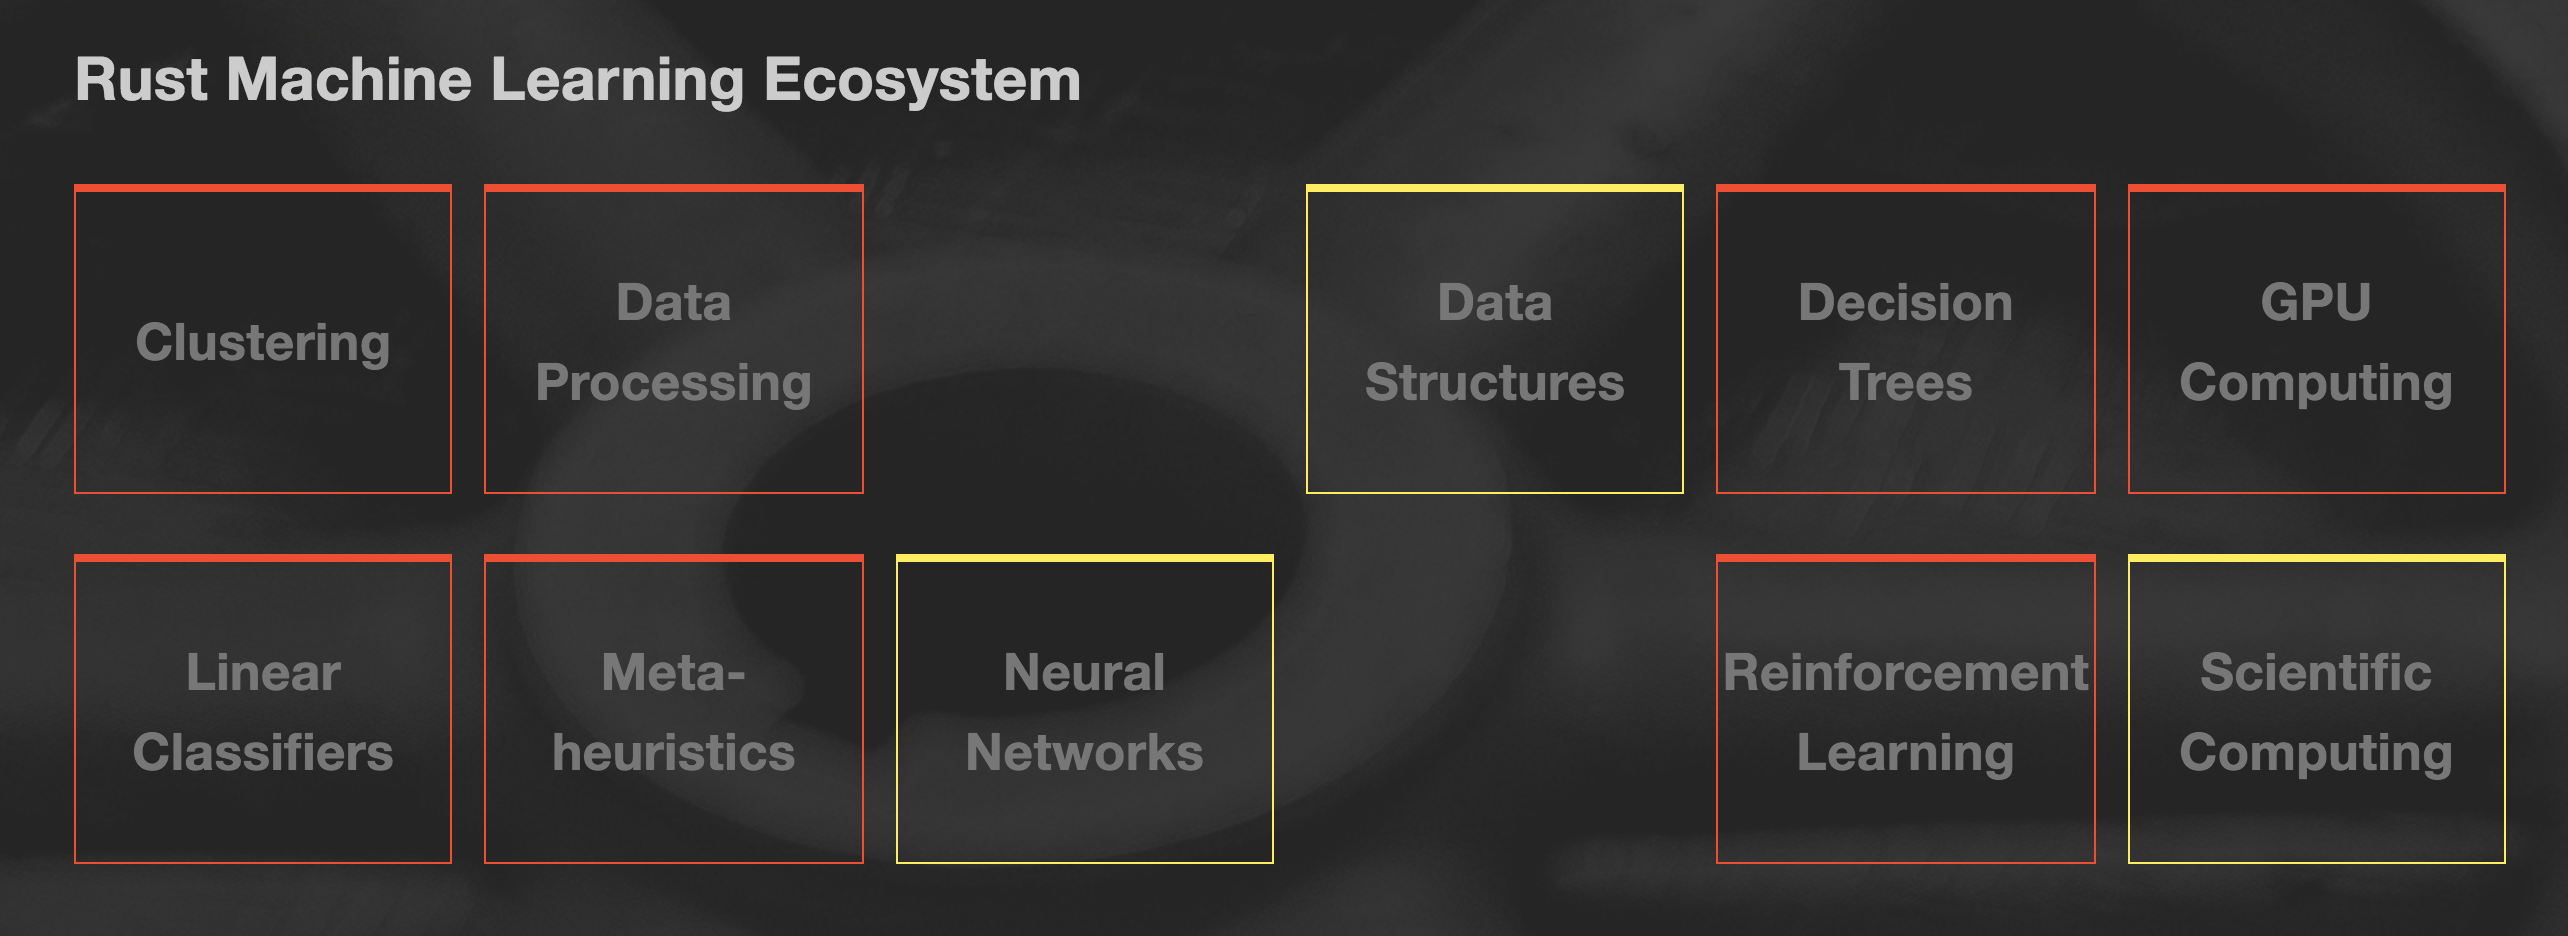 Rust Machine Learning Ecosystem
Clustering
Data
Processing
Data
Structures
Decision
Trees
GPU
Computing
Linear
Classifiers
Meta-
heuristics
Neural
Networks
Reinforcement
Learning
Scientific
Computing